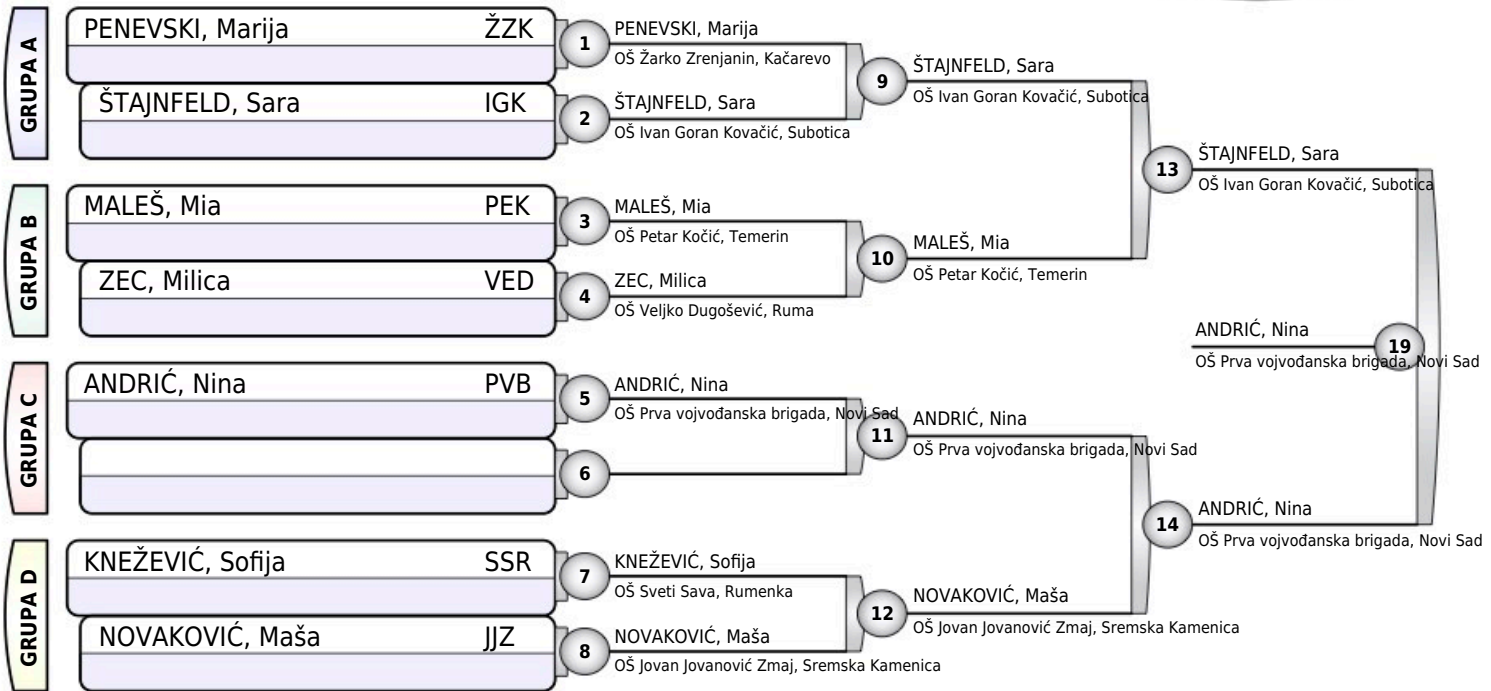 GRUPA A
PENEVSKI, Marija ŽZK
ŠTAJNFELD, Sara IGK
1
PENEVSKI, Marija
OŠ Žarko Zrenjanin, Kačarevo
2
ŠTAJNFELD, Sara
OŠ Ivan Goran Kovačić, Subotica
9
ŠTAJNFELD, Sara
OŠ Ivan Goran Kovačić, Subotica
GRUPA B
MALEŠ, Mia PEK
ZEC, Milica VED
3
MALEŠ, Mia
OŠ Petar Kočić, Temerin
4
ZEC, Milica
OŠ Veljko Dugošević, Ruma
10
MALEŠ, Mia
OŠ Petar Kočić, Temerin
13
ŠTAJNFELD, Sara
OŠ Ivan Goran Kovačić, Subotica
GRUPA C
ANDRIĆ, Nina PVB
5
ANDRIĆ, Nina
OŠ Prva vojvođanska brigada, Novi Sad
6
11
ANDRIĆ, Nina
OŠ Prva vojvođanska brigada, Novi Sad
GRUPA D
KNEŽEVIĆ, Sofija SSR
NOVAKOVIĆ, Maša JJZ
7
KNEŽEVIĆ, Sofija
OŠ Sveti Sava, Rumenka
8
NOVAKOVIĆ, Maša
OŠ Jovan Jovanović Zmaj, Sremska Kamenica
12
NOVAKOVIĆ, Maša
OŠ Jovan Jovanović Zmaj, Sremska Kamenica
14
ANDRIĆ, Nina
OŠ Prva vojvođanska brigada, Novi Sad
19
ANDRIĆ, Nina
OŠ Prva vojvođanska brigada, Novi Sad